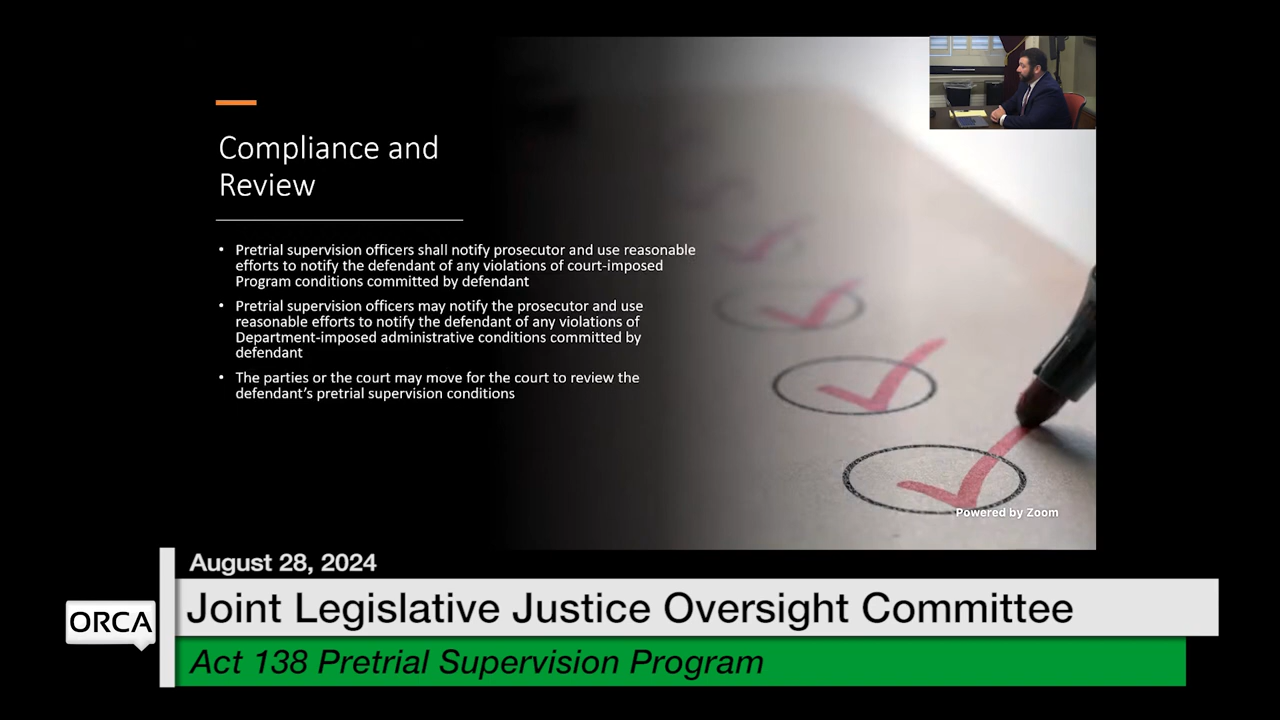 Compliance and
Review
• Pretrial supervision officers shall notify prosecutor and use reasonable
efforts to notify the defendant of any violations of court-imposed
Program conditions committed by defendant
• Pretrial supervision officers may notify the prosecutor and use
reasonable efforts to notify the defendant of any violations of
Department-imposed administrative conditions committed by
defendant
• The parties or the court may move for the court to review the
defendant's pretrial supervision conditions
Powered by Zoom
August 28, 2024
ORCA
Joint Legislative Justice Oversight Committee
Act 138 Pretrial Supervision Program